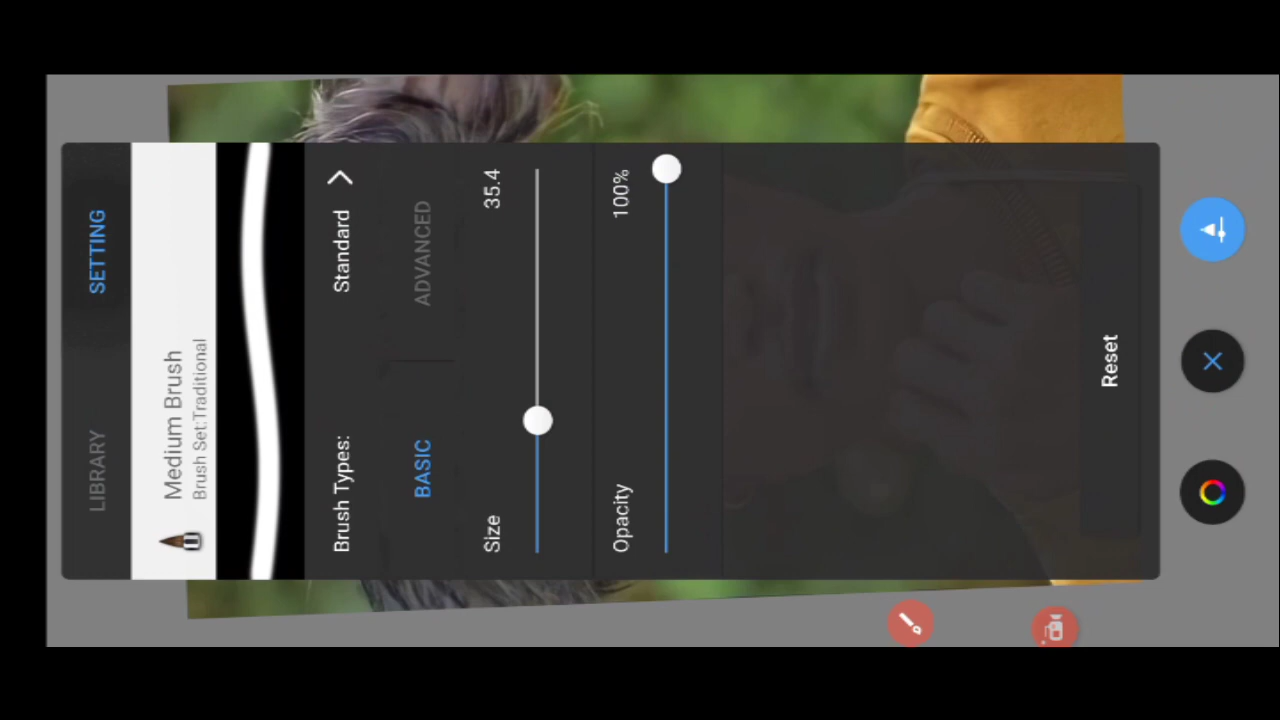 LIBRARY SETTING
Medium Brush
Brush Set:Traditional
Brush Types: Standard
BASIC ADVANCED
Size 35.4
Opacity 100%
Reset